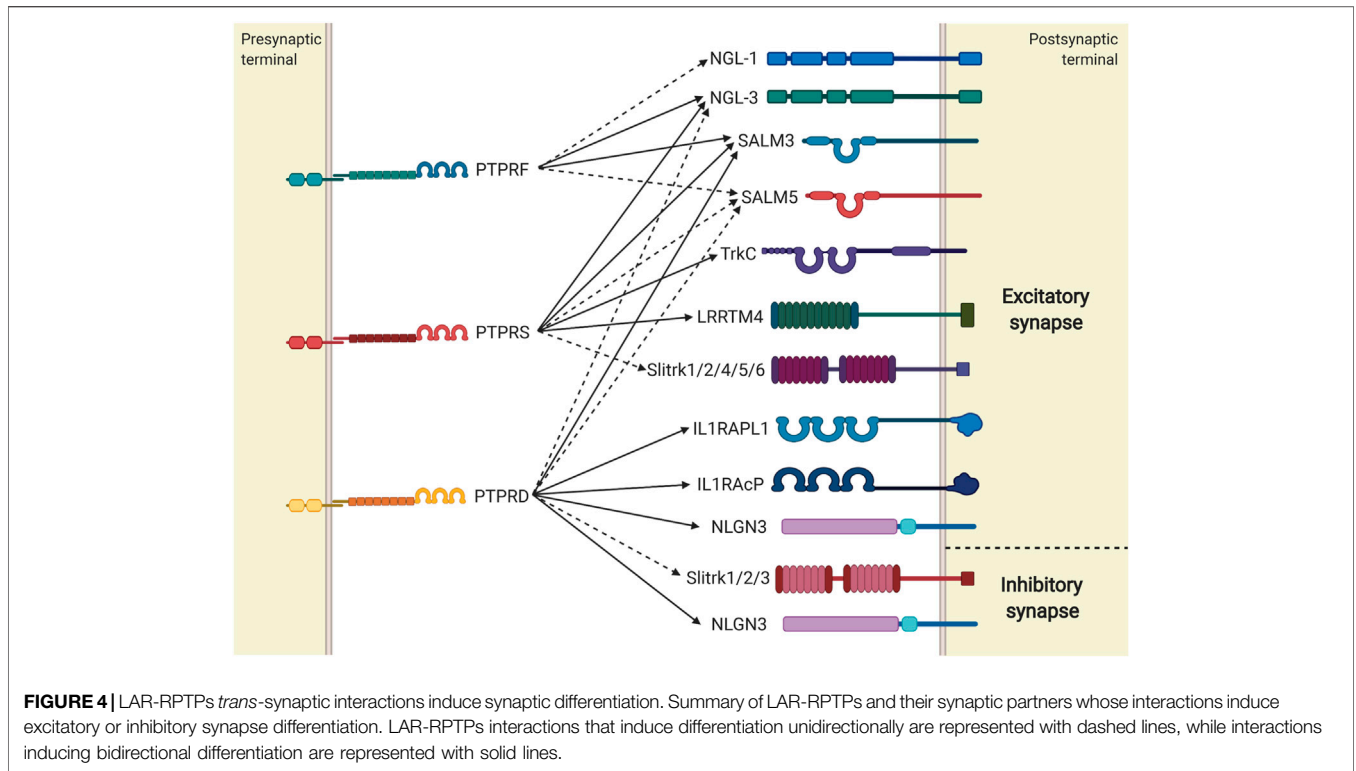 Presynaptic
terminal
Postsynaptic
terminal
NGL-1
NGL-3
SALM3
PTPRF
SALM5
TrkC
Excitatory
synapse
LRRTM4
PTPRS
Slitrk1/2/4/5/6
IL1RAPL1
IL1RAcP
PTPRD
NLGN3
Slitrk1/2/3
Inhibitory
synapse
NLGN3
FIGURE 4 | LAR-RPTPs trans-synaptic interactions induce synaptic differentiation. Summary of LAR-RPTPs and their synaptic partners whose interactions induce
excitatory or inhibitory synapse differentiation. LAR-RPTPs interactions that induce differentiation unidirectionally are represented with dashed lines, while interactions
inducing bidirectional differentiation are represented with solid lines.